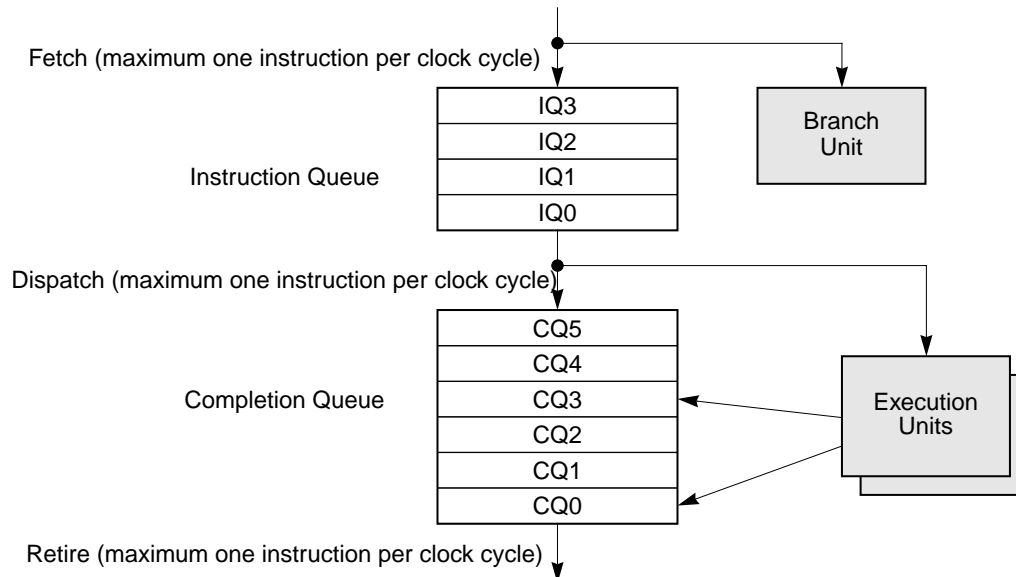 Fetch (maximum one instruction per clock cycle)
IQ3
IQ2
IQ1
IQ0
Instruction Queue
Branch
Unit
Dispatch (maximum one instruction per clock cycle)
CQ5
CQ4
CQ3
CQ2
CQ1
CQ0
Completion Queue
Execution
Units
Retire (maximum one instruction per clock cycle)